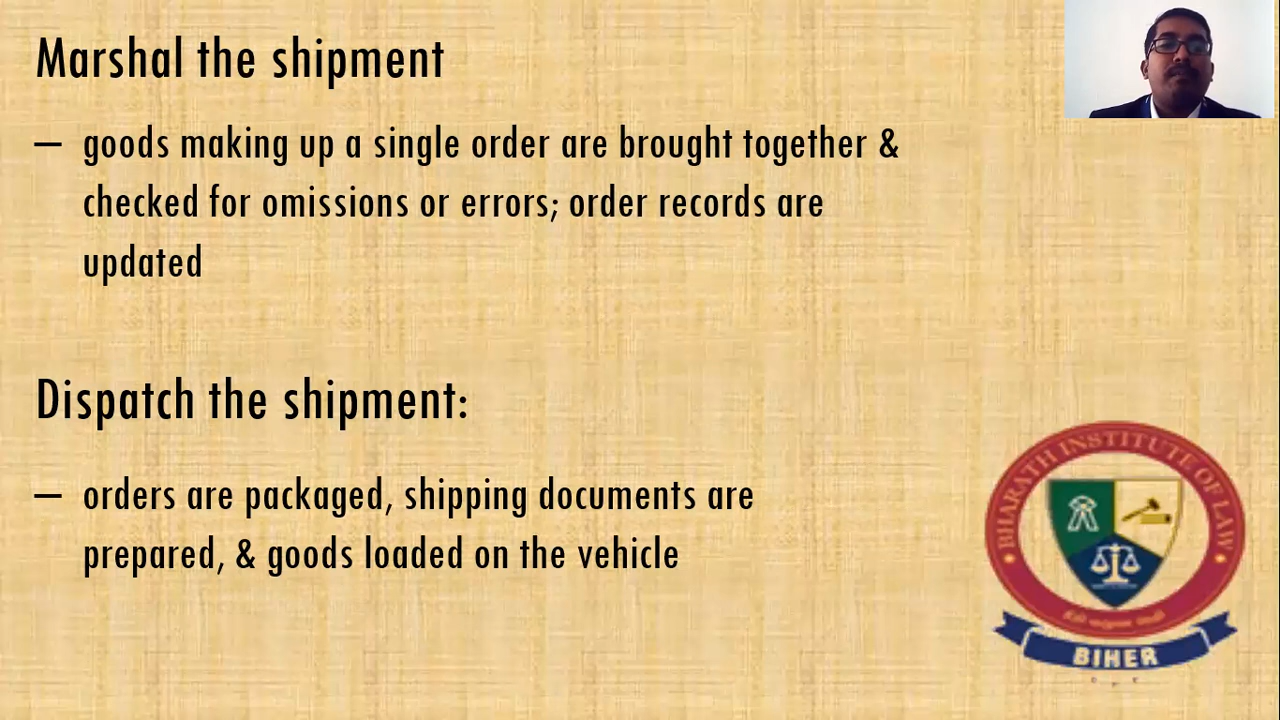 Marshal the shipment
– goods making up a single order are brought together &
checked for omissions or errors; order records are
updated
Dispatch the shipment:
– orders are packaged, shipping documents are
prepared, & goods loaded on the vehicle
BHARATH INSTITUTE OF LAW
BIHER